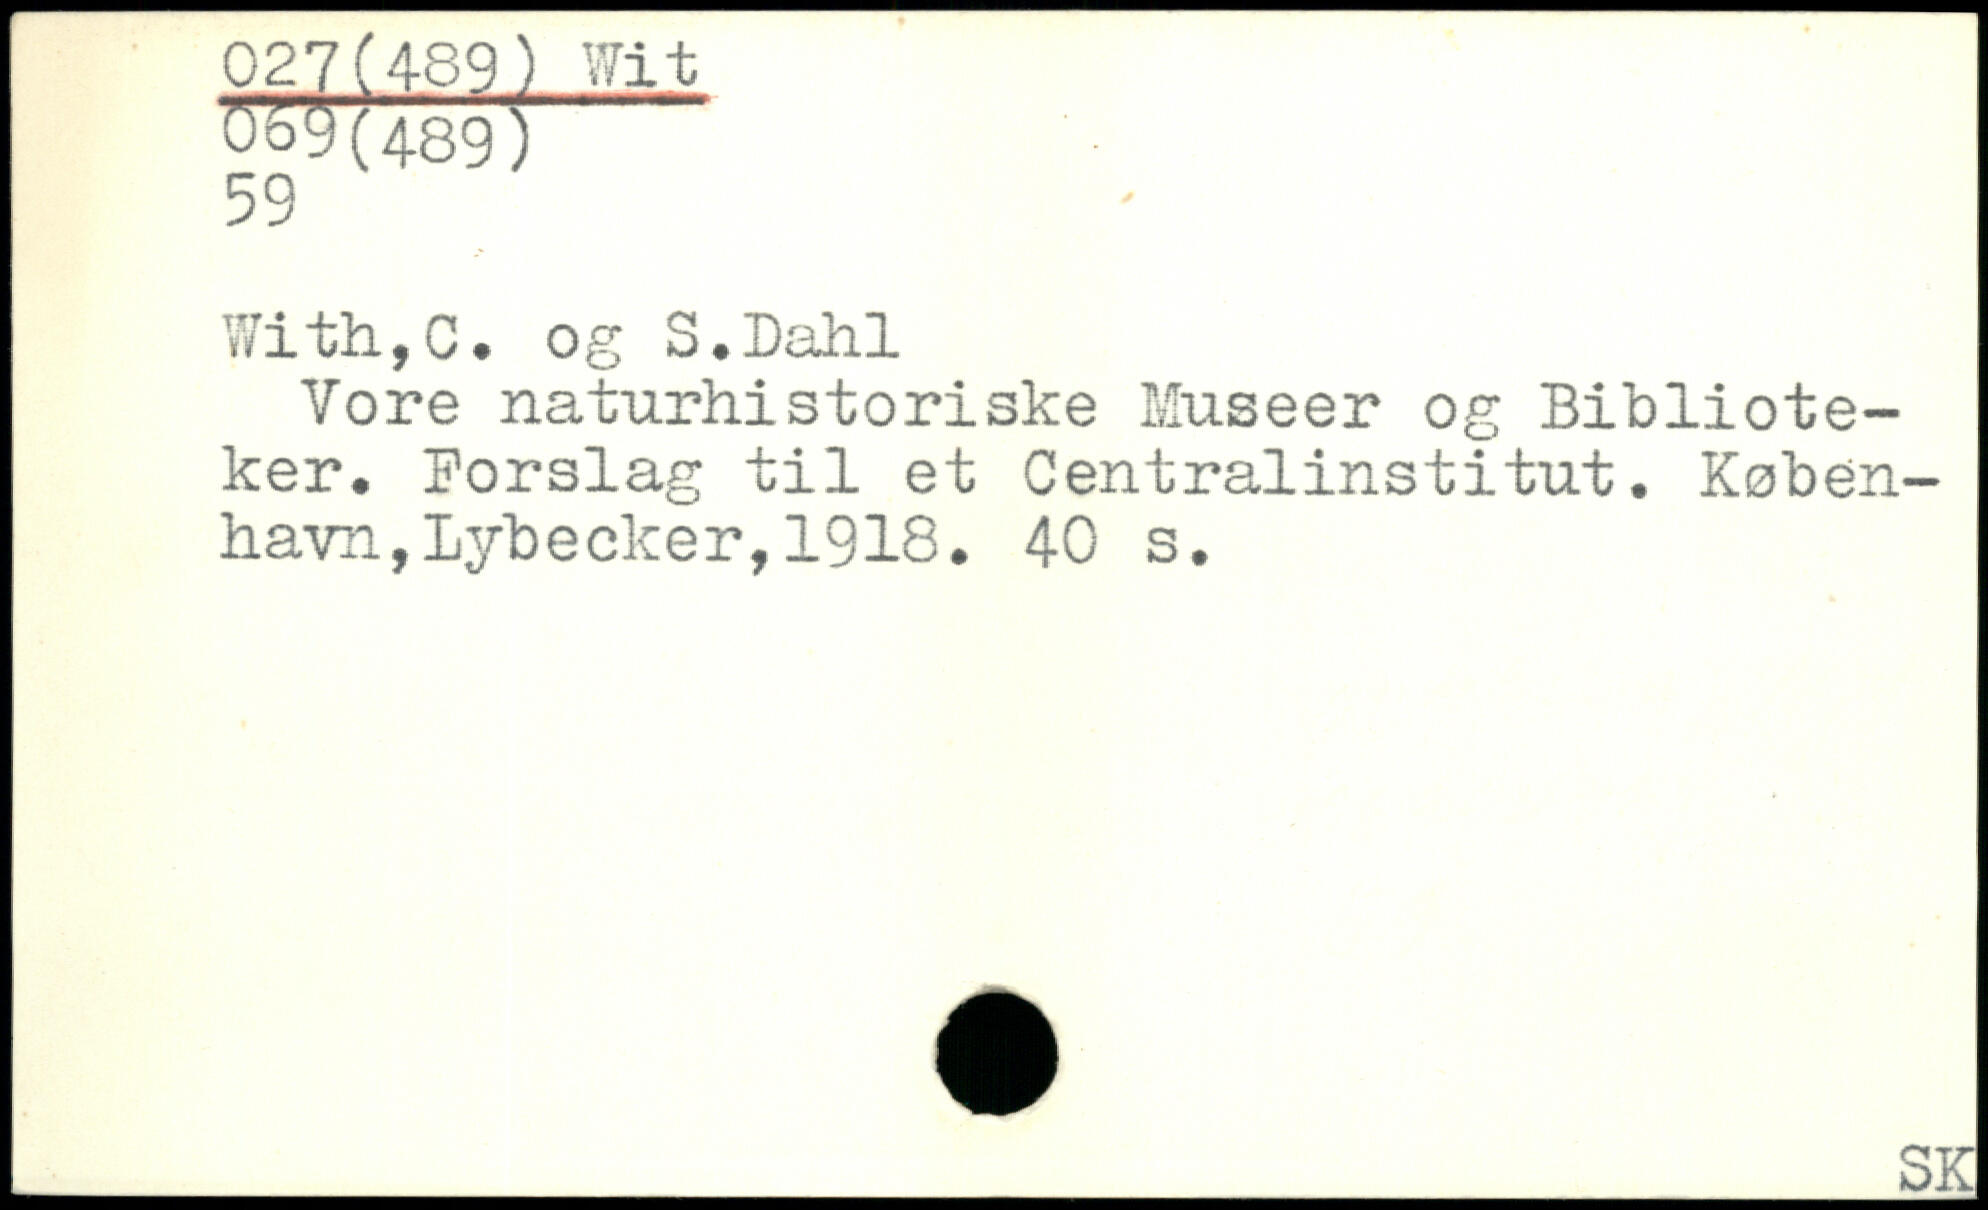 027(489) Wit
069(489)
59
With,C. og S.Dahl
Vore naturhistoriske Museer og Bibliote-
ker. Forslag til et Centralinstitut. Køben-
havn,Lybecker,1918. 40 s.
SK